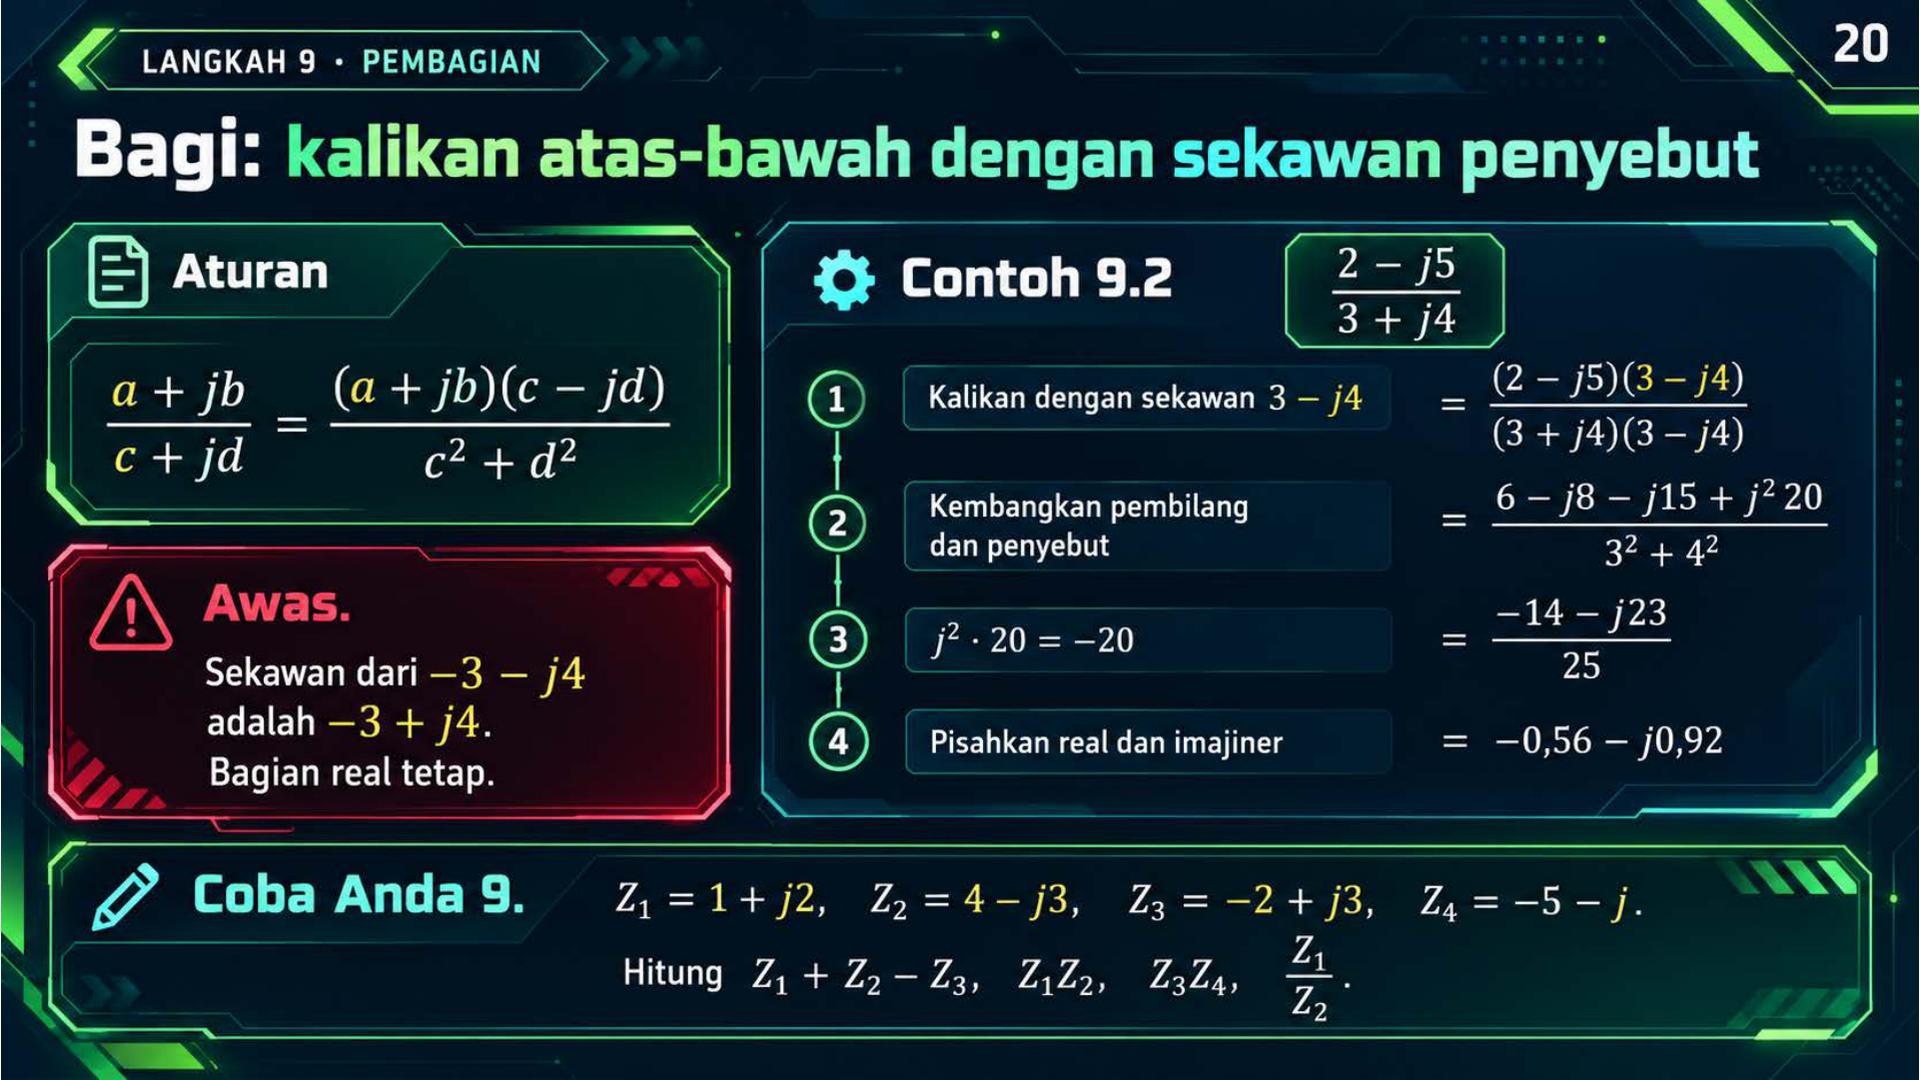 LANGKAH 9 · PEMBAGIAN
20
Bagi: kalikan atas-bawah dengan sekawan penyebut
Aturan
(a + jb)/(c + jd) = ((a + jb)(c − jd))/(c² + d²)
Awas.
Sekawan dari −3 − j4
adalah −3 + j4.
Bagian real tetap.
Contoh 9.2
(2 − j5)/(3 + j4)
1 Kalikan dengan sekawan 3 − j4 = ((2 − j5)(3 − j4))/((3 + j4)(3 − j4))
2 Kembangkan pembilang
dan penyebut = (6 − j8 − j15 + j² 20)/(3² + 4²)
3 j² · 20 = −20 = (−14 − j23)/25
4 Pisahkan real dan imajiner = −0,56 − j0,92
Coba Anda 9.
Z₁ = 1 + j2, Z₂ = 4 − j3, Z₃ = −2 + j3, Z₄ = −5 − j.
Hitung Z₁ + Z₂ − Z₃, Z₁Z₂, Z₃Z₄, Z₁/Z₂.